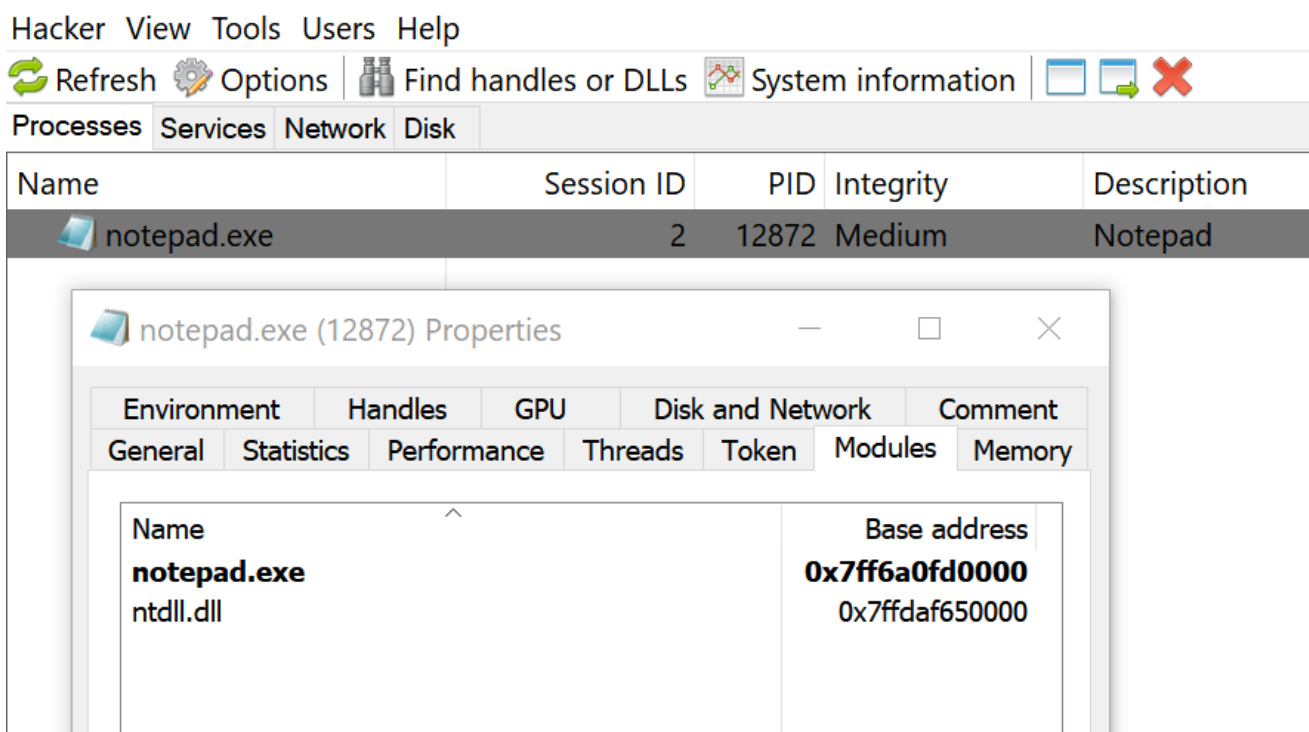 Hacker View Tools Users Help
Refresh Options Find handles or DLLs System information
Processes Services Network Disk
Name Session ID PID Integrity Description
notepad.exe 2 12872 Medium Notepad
notepad.exe (12872) Properties
Environment Handles GPU Disk and Network Comment
General Statistics Performance Threads Token Modules Memory
Name Base address
notepad.exe 0x7ff6a0fd0000
ntdll.dll 0x7ffdaf650000